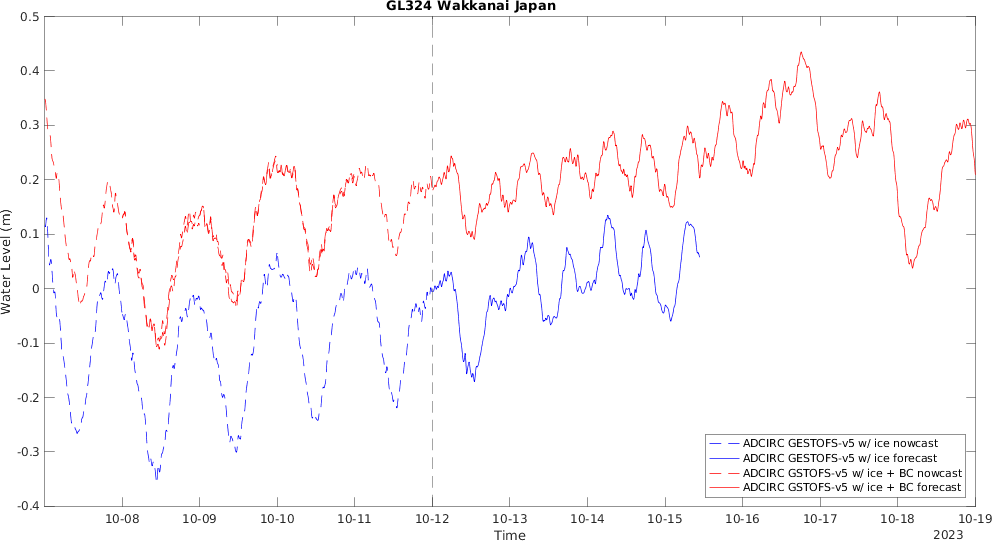 GL324 Wakkanai Japan
0.5
0.4
0.3
0.2
0.1
0
-0.1
-0.2
-0.3
-0.4
Water Level (m)
ADCIRC GESTOFS-v5 w/ ice nowcast
ADCIRC GESTOFS-v5 w/ ice forecast
ADCIRC GSTOFS-v5 w/ ice + BC nowcast
ADCIRC GSTOFS-v5 w/ ice + BC forecast
10-08 10-09 10-10 10-11 10-12 10-13 10-14 10-15 10-16 10-17 10-18 10-19
Time
2023